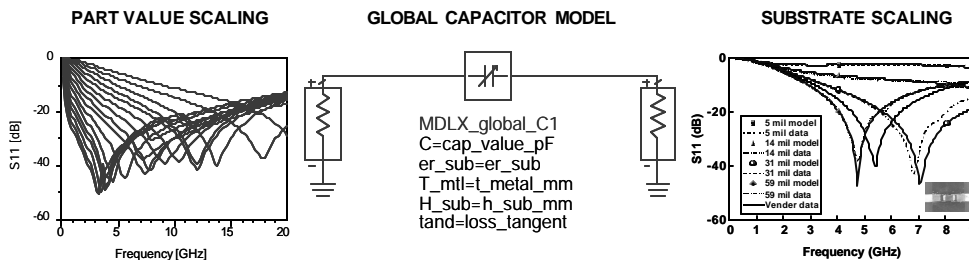 PART VALUE SCALING
GLOBAL CAPACITOR MODEL
SUBSTRATE SCALING
0
-20
-40
-60
S11 [dB]
0
5
10
15
20
Frequency [GHz]
+
-
+
-
MDLX_global_C1
C=cap_value_pF
er_sub=er_sub
T_mtl=t_metal_mm
H_sub=h_sub_mm
tand=loss_tangent
0
-20
-40
-60
S11 (dB)
5 mil model
5 mil data
14 mil model
14 mil data
31 mil model
31 mil data
59 mil model
59 mil data
Vender data
0
1
2
3
4
5
6
7
8
Frequency (GHz)